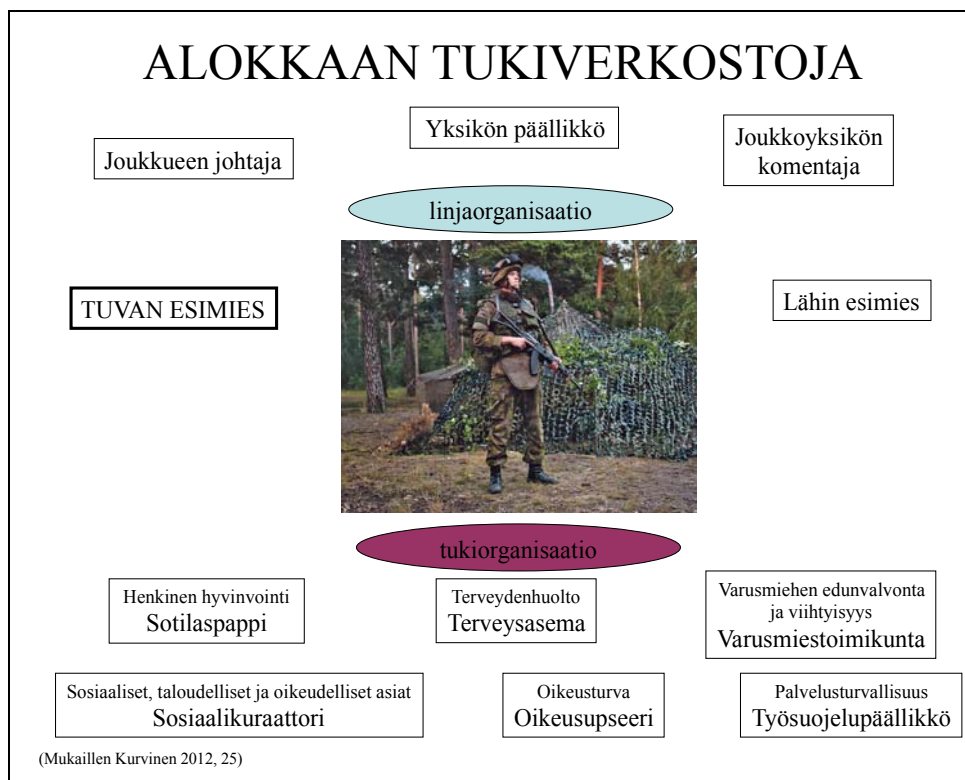 ALOKKAAN TUKIVERKOSTOJA
Joukkueen johtaja
Yksikön päällikkö
Joukkoyksikön
komentaja
linjaorganisaatio
TUVAN ESIMIES
Lähin esimies
tukiorganisaatio
Henkinen hyvinvointi
Sotilaspappi
Terveydenhuolto
Terveysasema
Varusmiehen edunvalvonta
ja viihtyisyys
Varusmiestoimikunta
Sosiaaliset, taloudelliset ja oikeudelliset asiat
Sosiaalikuraattori
Oikeusturva
Oikeusupseeri
Palvelusturvallisuus
Työsuojelupäällikkö
(Mukaillen Kurvinen 2012, 25)